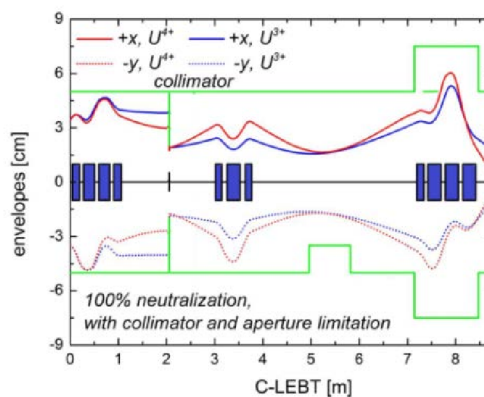 +x, U4+ +x, U3+
-y, U4+ -y, U3+
collimator
envelopes [cm]
9
6
3
0
-3
-6
-9
100% neutralization,
with collimator and aperture limitation
0 1 2 3 4 5 6 7 8
C-LEBT [m]